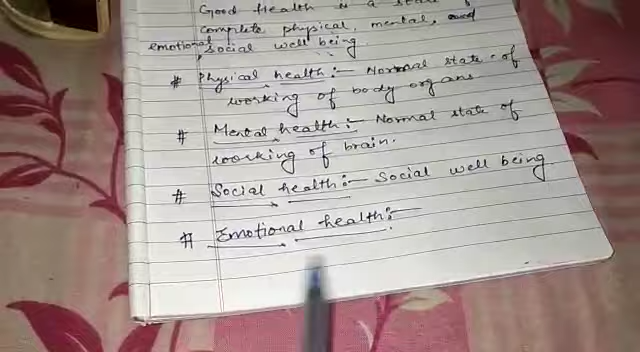 Good health is a state of
complete physical, mental, and
emotional, social well being.
# Physical health:- Normal state of
working of body organs
# Mental health:- Normal state of
working of brain.
# Social health:- Social well being
# Emotional health:-